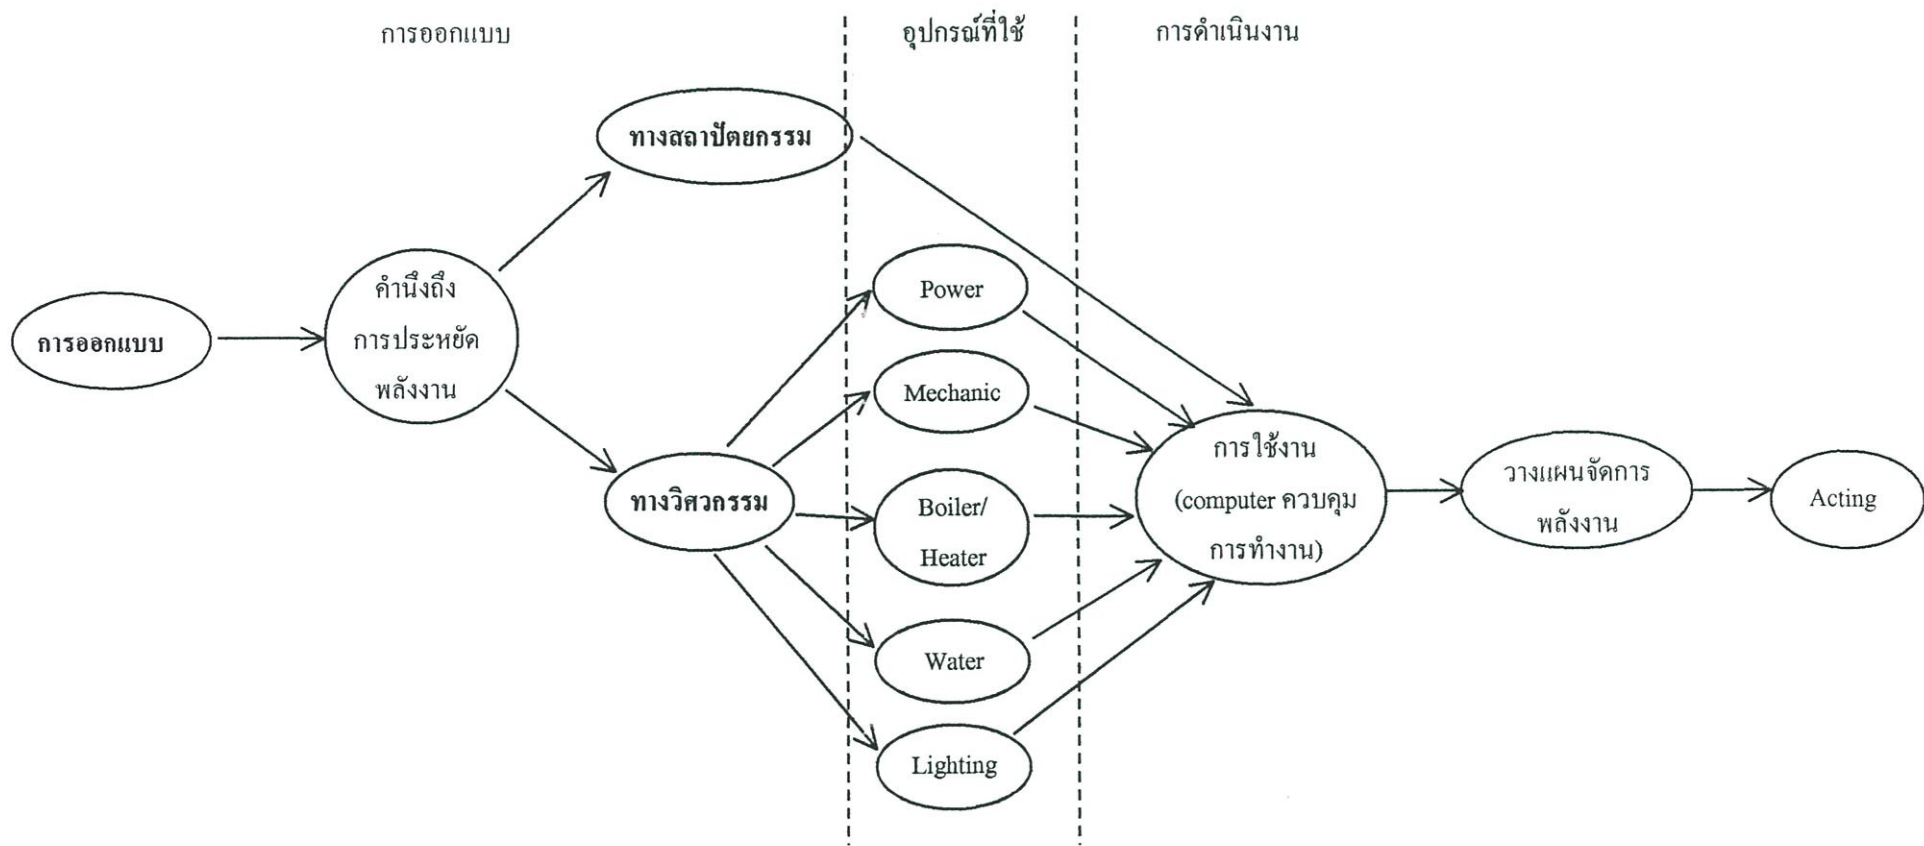 การออกแบบ
อุปกรณ์ที่ใช้
การดำเนินงาน
ทางสถาปัตยกรรม
การออกแบบ
คำนึงถึง
การประหยัด
พลังงาน
ทางวิศวกรรม
Power
Mechanic
Boiler/
Heater
Water
Lighting
การใช้งาน
(computer ควบคุม
การทำงาน)
วางแผนจัดการ
พลังงาน
Acting